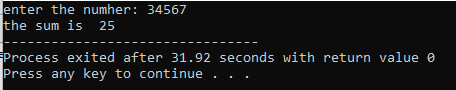 enter the number: 34567
the sum is  25
--------------------------------
Process exited after 31.92 seconds with return value 0
Press any key to continue . . .